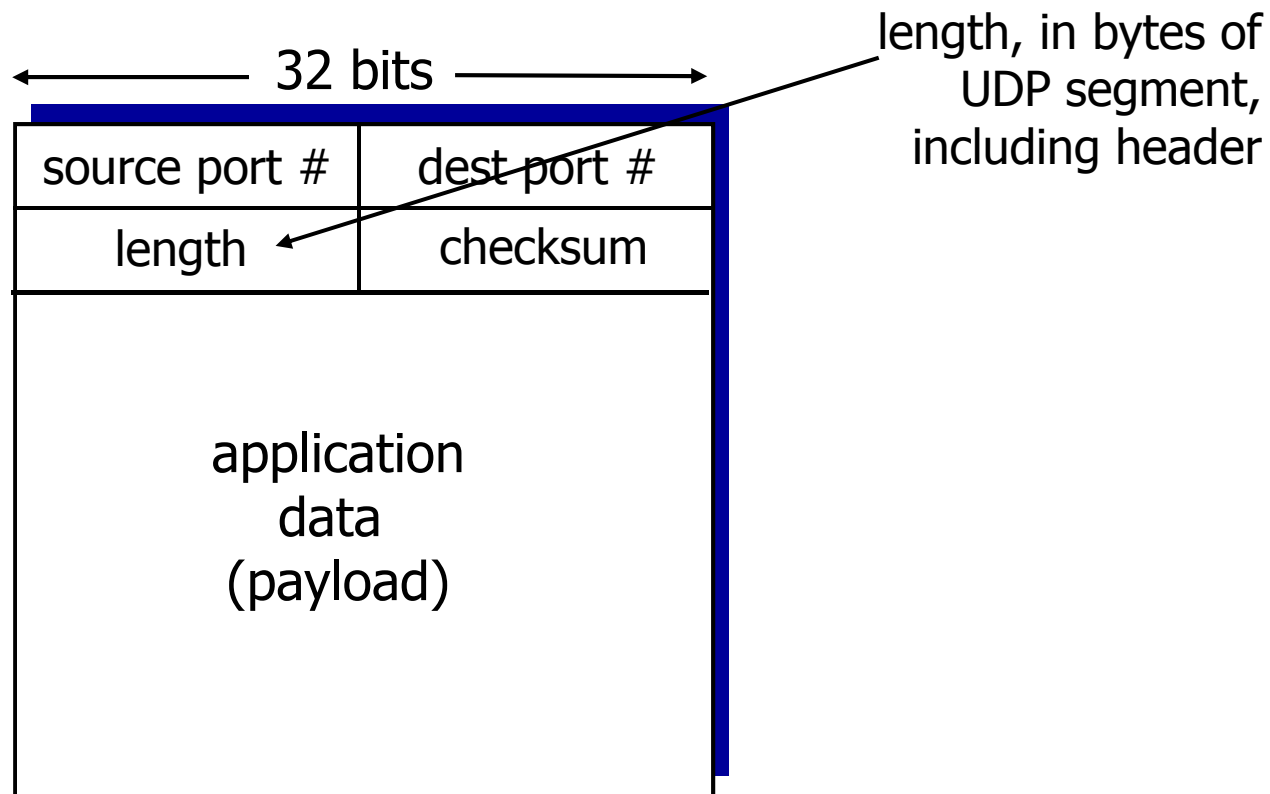 32 bits
length, in bytes of
UDP segment,
including header
source port #
dest port #
length
checksum
application
data
(payload)